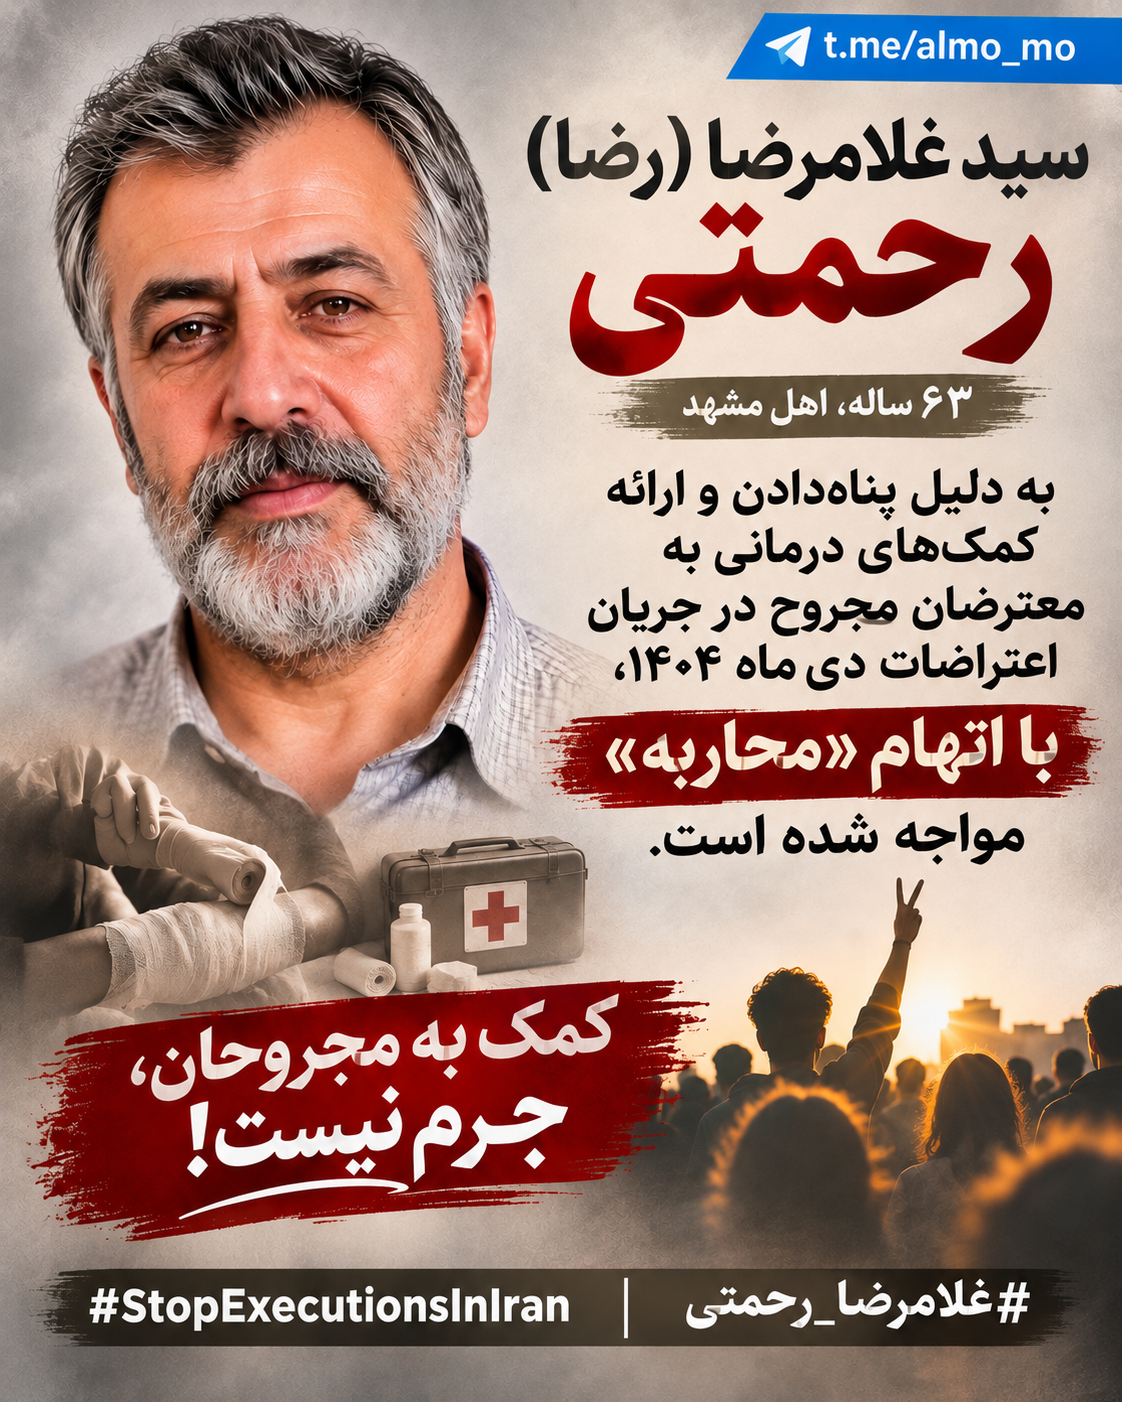 t.me/almo_mo
سید غلامرضا (رضا)
رحمتی
۶۳ ساله، اهل مشهد
به دلیل پناه‌دادن و ارائه
کمک‌های درمانی به
معترضان مجروح در جریان
اعتراضات دی ماه ۱۴۰۴،
با اتهام «محاربه»
مواجه شده است.
کمک به مجروحان،
جرم نیست!
#غلامرضا_رحمتی
#StopExecutionsInIran